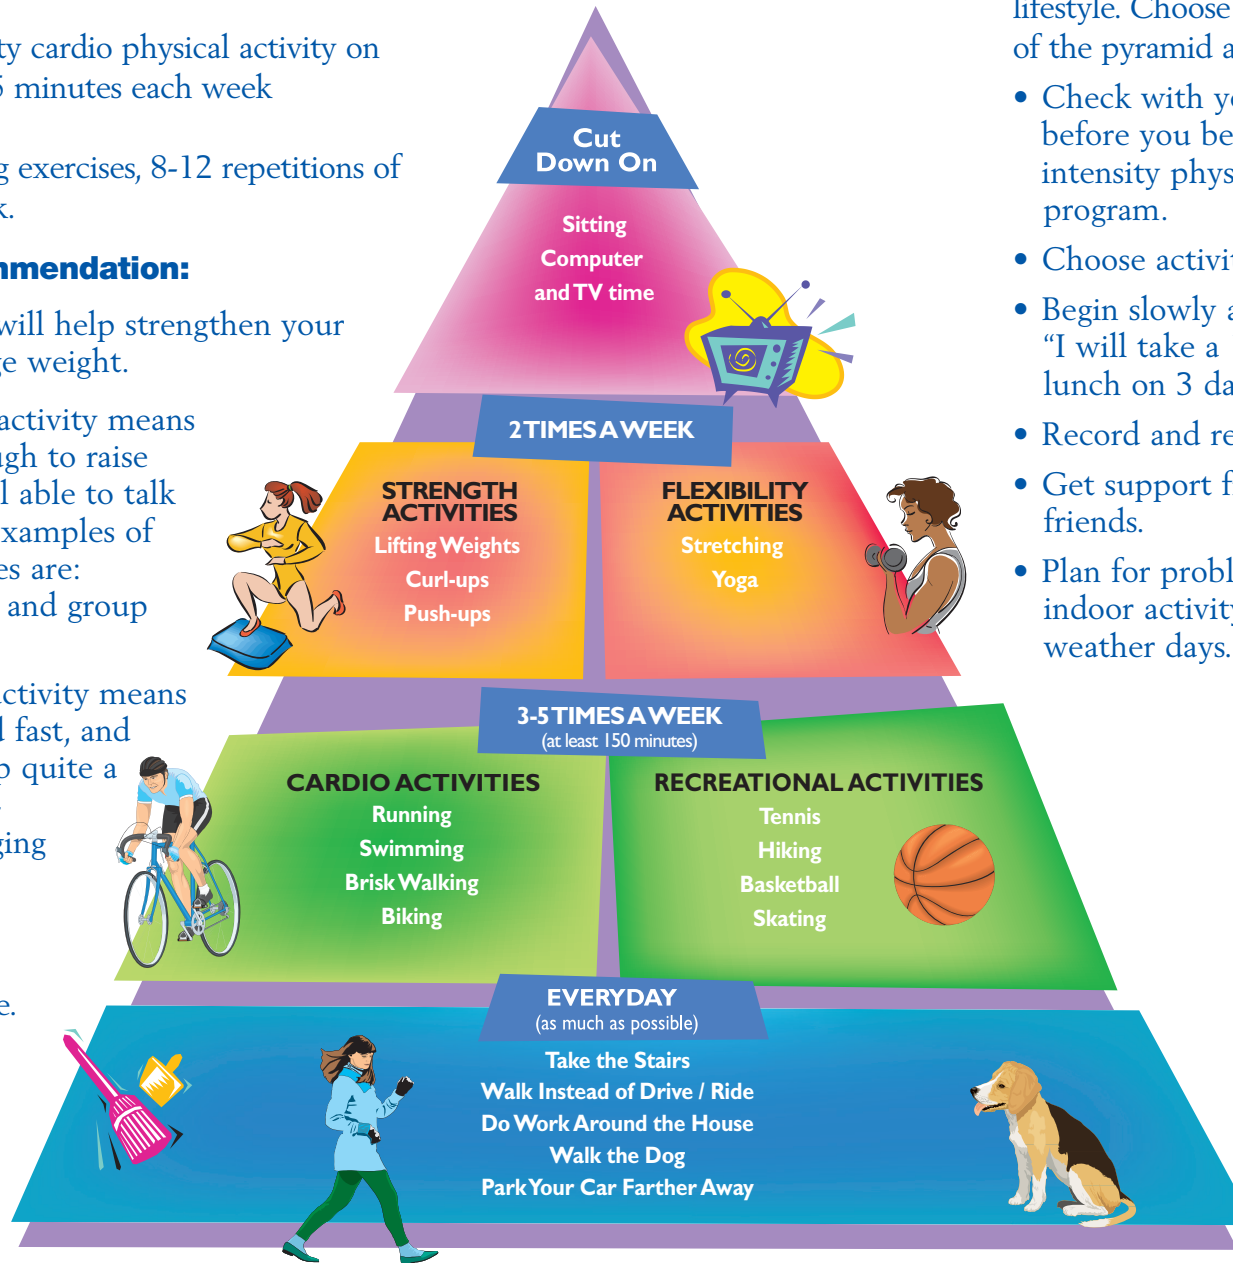 ty cardio physical activity on
5 minutes each week
g exercises, 8-12 repetitions of
k.
mmendation:
will help strengthen your
ge weight.
activity means
ugh to raise
l able to talk
xamples of
es are:
and group
activity means
d fast, and
p quite a
ging
e.
Cut
Down On
Sitting
Computer
and TV time
2 TIMES A WEEK
STRENGTH
ACTIVITIES
Lifting Weights
Curl-ups
Push-ups
FLEXIBILITY
ACTIVITIES
Stretching
Yoga
3-5 TIMES A WEEK
(at least 150 minutes)
CARDIO ACTIVITIES
Running
Swimming
Brisk Walking
Biking
RECREATIONAL ACTIVITIES
Tennis
Hiking
Basketball
Skating
EVERYDAY
(as much as possible)
Take the Stairs
Walk Instead of Drive / Ride
Do Work Around the House
Walk the Dog
Park Your Car Farther Away
lifestyle. Choose
of the pyramid a
• Check with yo
before you be
intensity phys
program.
• Choose activit
• Begin slowly a
“I will take a
lunch on 3 da
• Record and re
• Get support f
friends.
• Plan for probl
indoor activity
weather days.